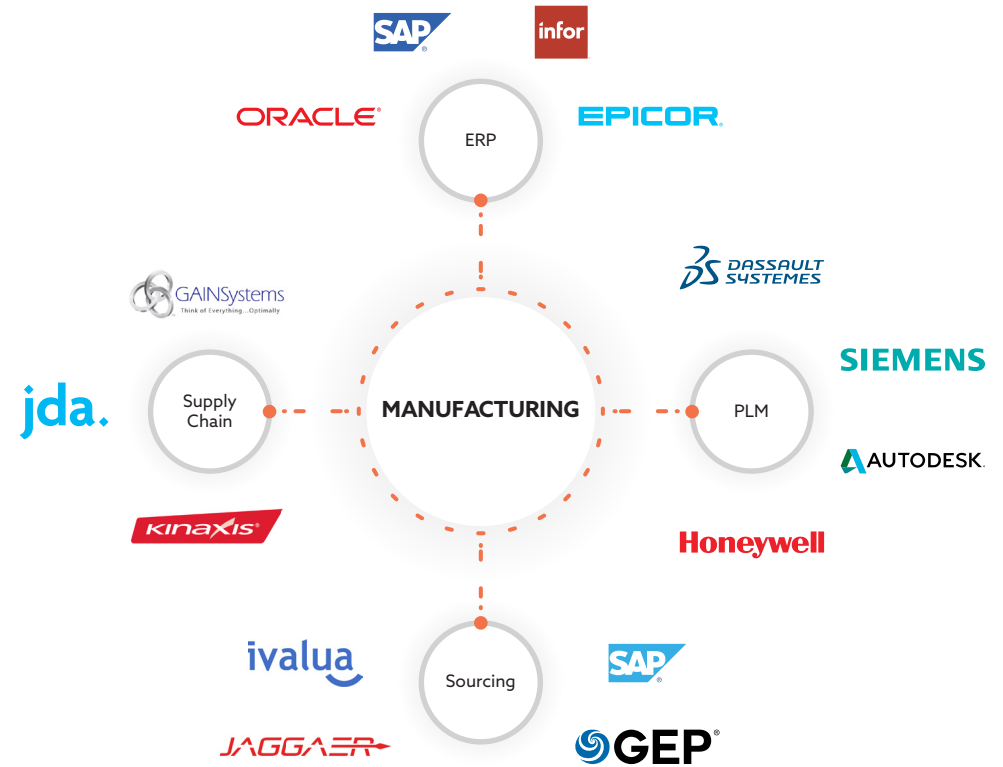 SAP®
infor
ORACLE®
EPICOR®
ERP
DASSAULT
SYSTEMES
GAINSystems
Think of Everything...Optimally
SIEMENS
jda.
Supply
Chain
MANUFACTURING
PLM
AUTODESK.
KINAXIS®
Honeywell
ivalua
SAP®
Sourcing
JAGGAER
GEP®